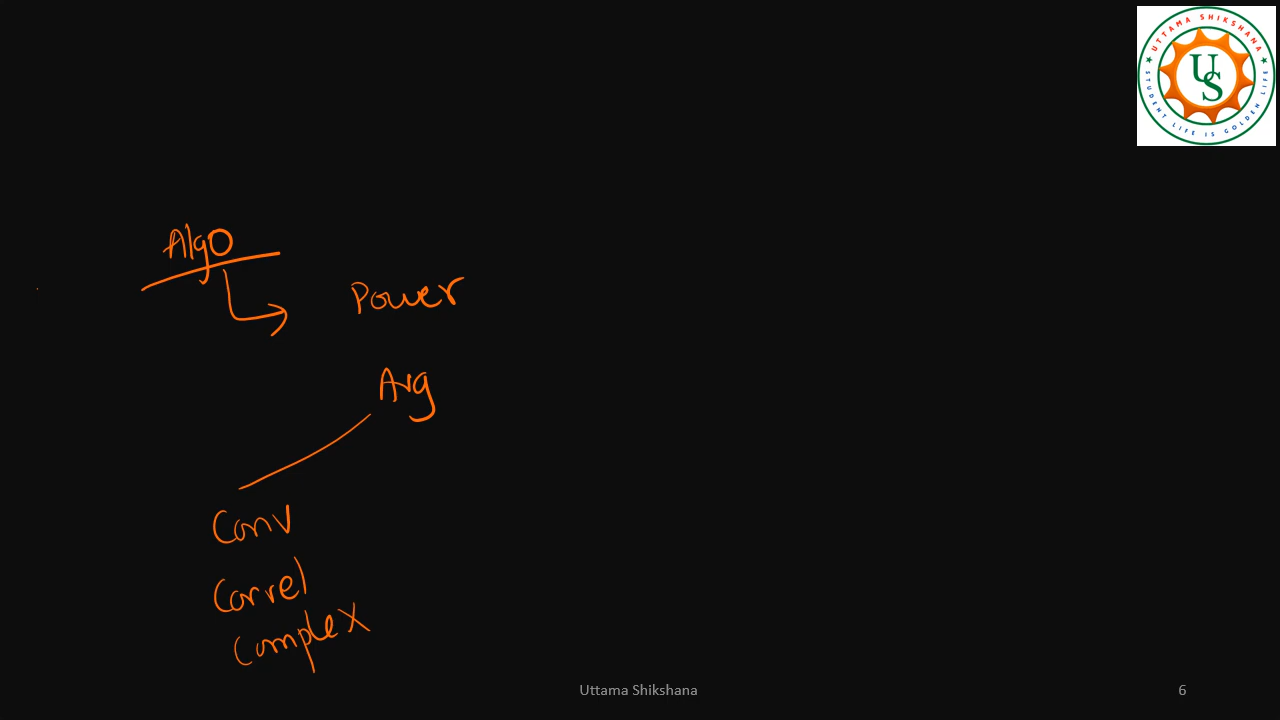 UTTAMA SHIKSHANA
US
STUDENT LIFE IS GOLDEN LIFE
Algo
Power
Arg
Conv
Correl
Complex
Uttama Shikshana
6